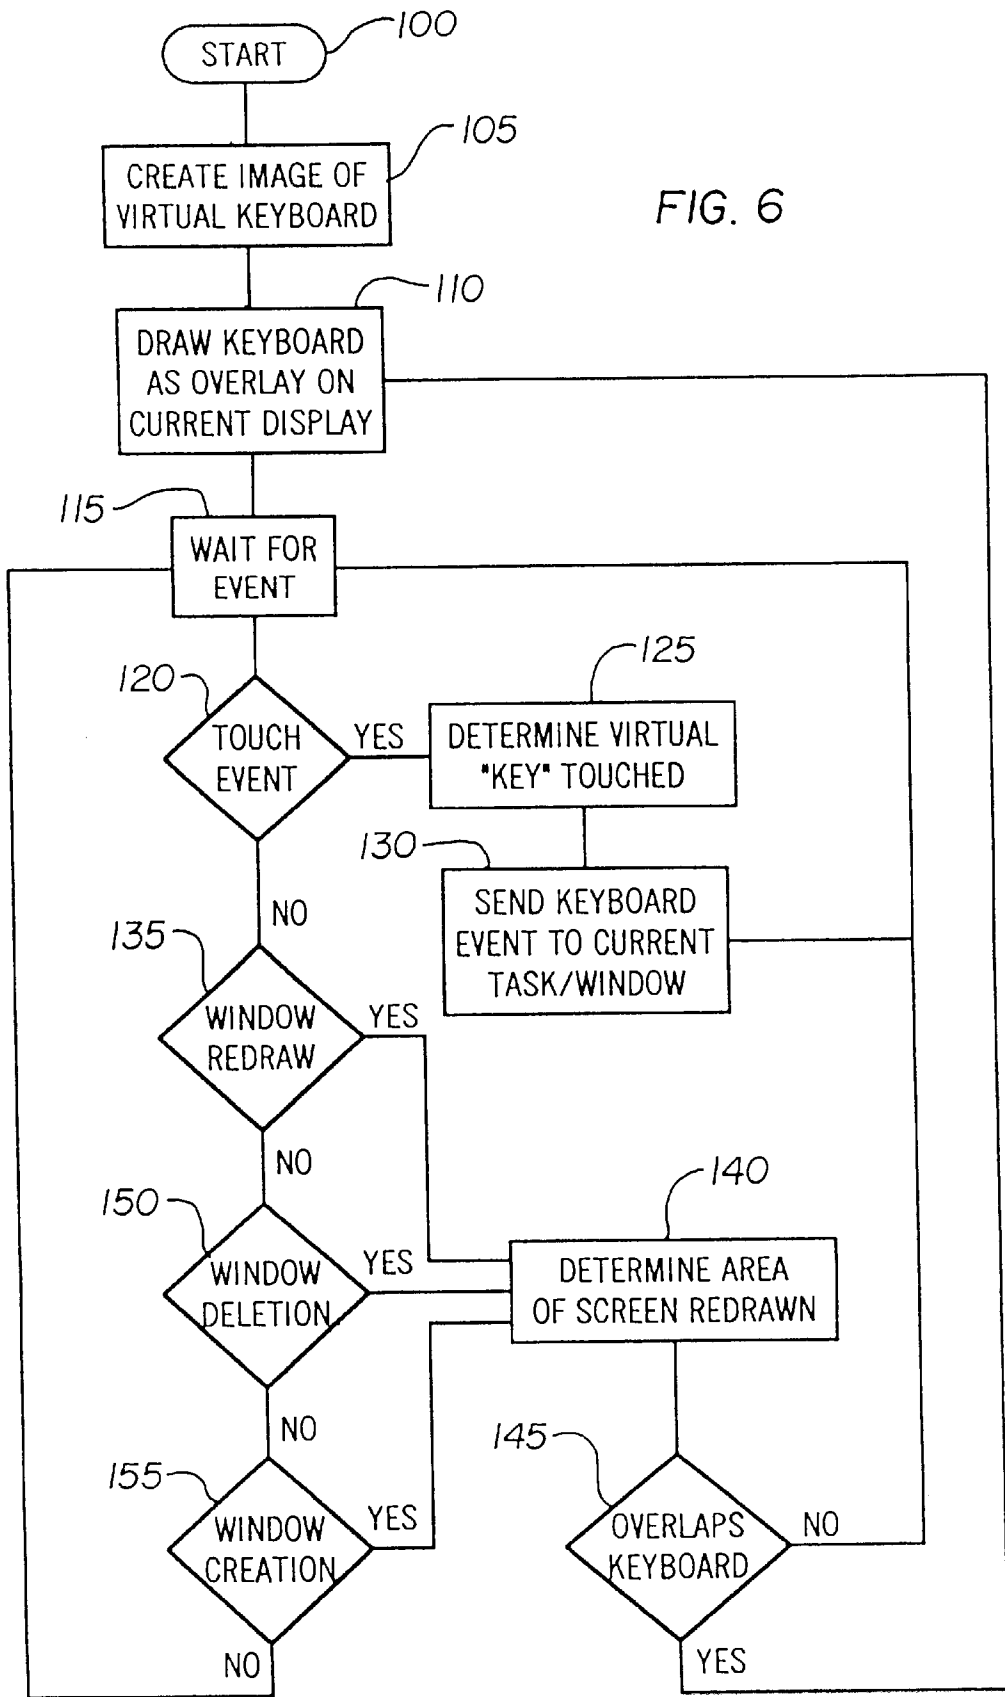 100
START
105
CREATE IMAGE OF
VIRTUAL KEYBOARD
FIG. 6
110
DRAW KEYBOARD
AS OVERLAY ON
CURRENT DISPLAY
115
WAIT FOR
EVENT
120
TOUCH
EVENT
YES
125
DETERMINE VIRTUAL
"KEY" TOUCHED
130
SEND KEYBOARD
EVENT TO CURRENT
TASK/WINDOW
NO
135
WINDOW
REDRAW
YES
NO
140
DETERMINE AREA
OF SCREEN REDRAWN
150
WINDOW
DELETION
YES
NO
145
OVERLAPS
KEYBOARD
NO
YES
155
WINDOW
CREATION
YES
NO